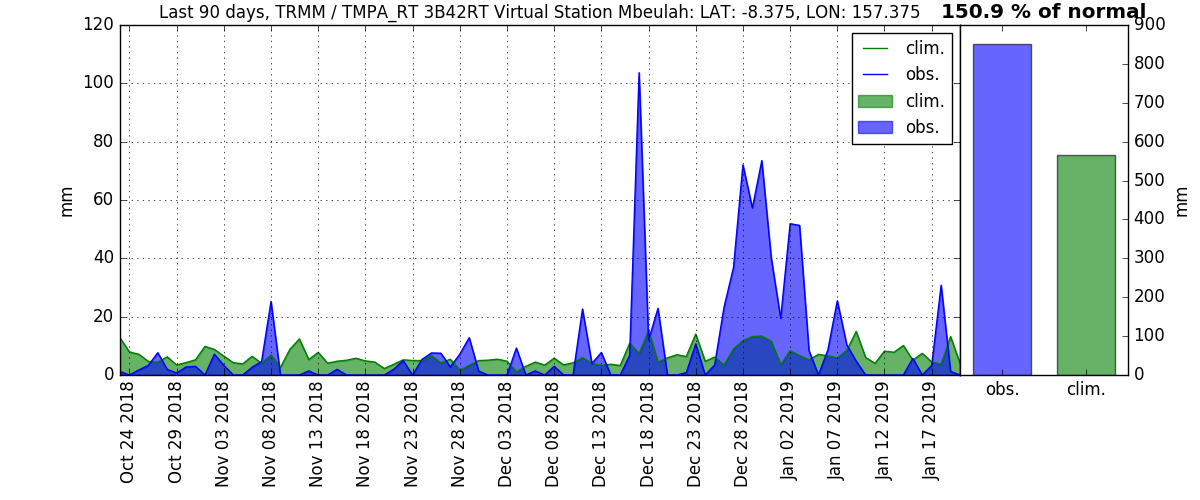 Last 90 days, TRMM / TMPA_RT 3B42RT Virtual Station Mbeulah: LAT: -8.375, LON: 157.375
150.9 % of normal
120
100
80
60
40
20
0
mm
clim.
obs.
clim.
obs.
900
800
700
600
500
400
300
200
100
0
mm
Oct 24 2018
Oct 29 2018
Nov 03 2018
Nov 08 2018
Nov 13 2018
Nov 18 2018
Nov 23 2018
Nov 28 2018
Dec 03 2018
Dec 08 2018
Dec 13 2018
Dec 18 2018
Dec 23 2018
Dec 28 2018
Jan 02 2019
Jan 07 2019
Jan 12 2019
Jan 17 2019
obs.
clim.